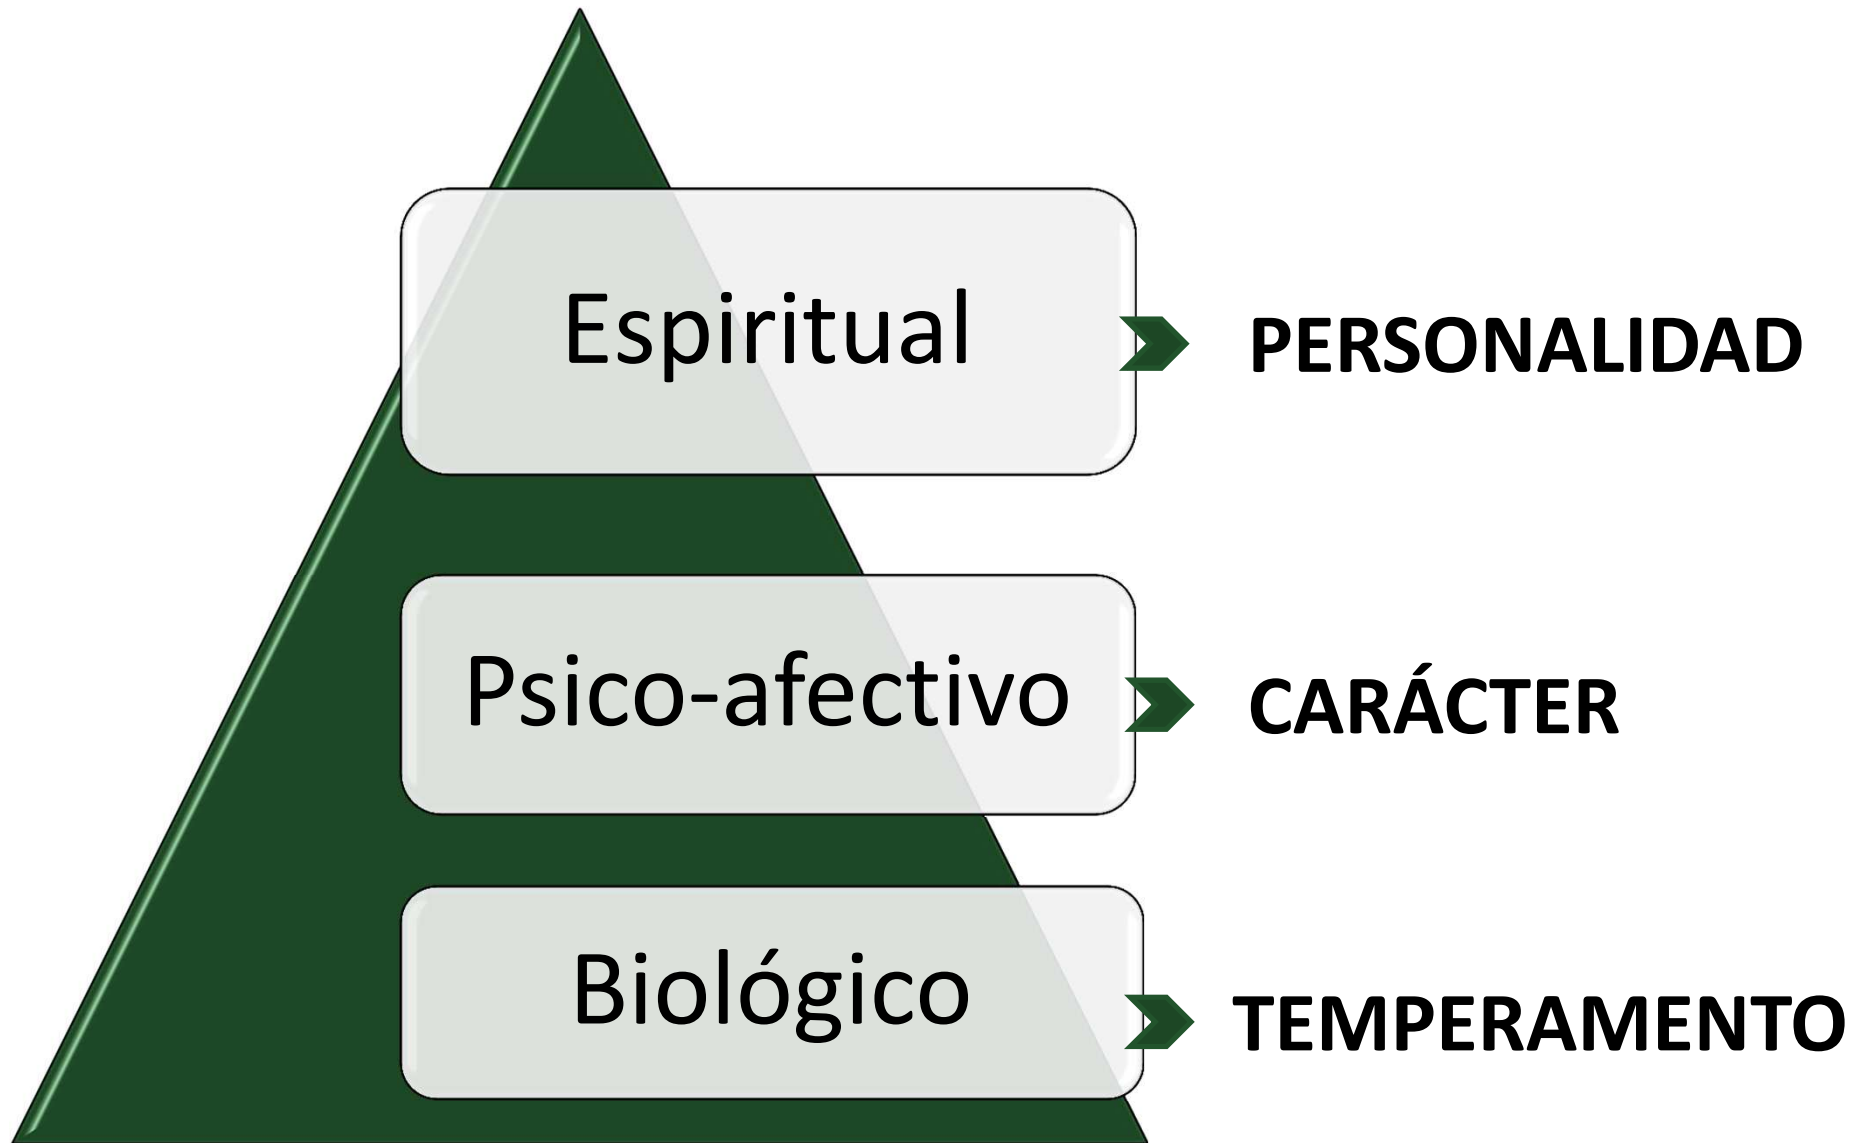 Espiritual
PERSONALIDAD
Psico-afectivo
CARÁCTER
Biológico
TEMPERAMENTO